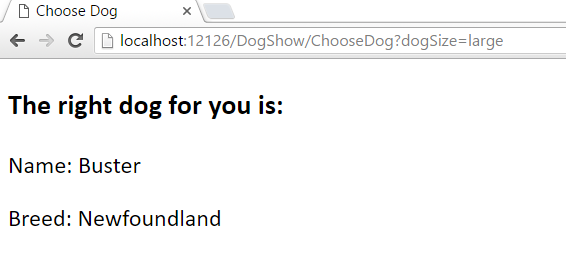 Choose Dog
localhost:12126/DogShow/ChooseDog?dogSize=large
The right dog for you is:
Name: Buster
Breed: Newfoundland